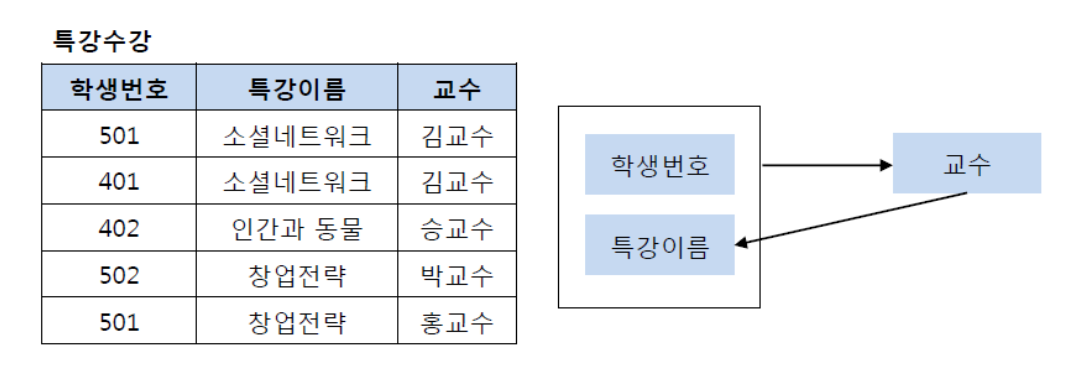 특강수강
학생번호 특강이름 교수
501 소셜네트워크 김교수
401 소셜네트워크 김교수
402 인간과 동물 승교수
502 창업전략 박교수
501 창업전략 홍교수
학생번호 교수
특강이름